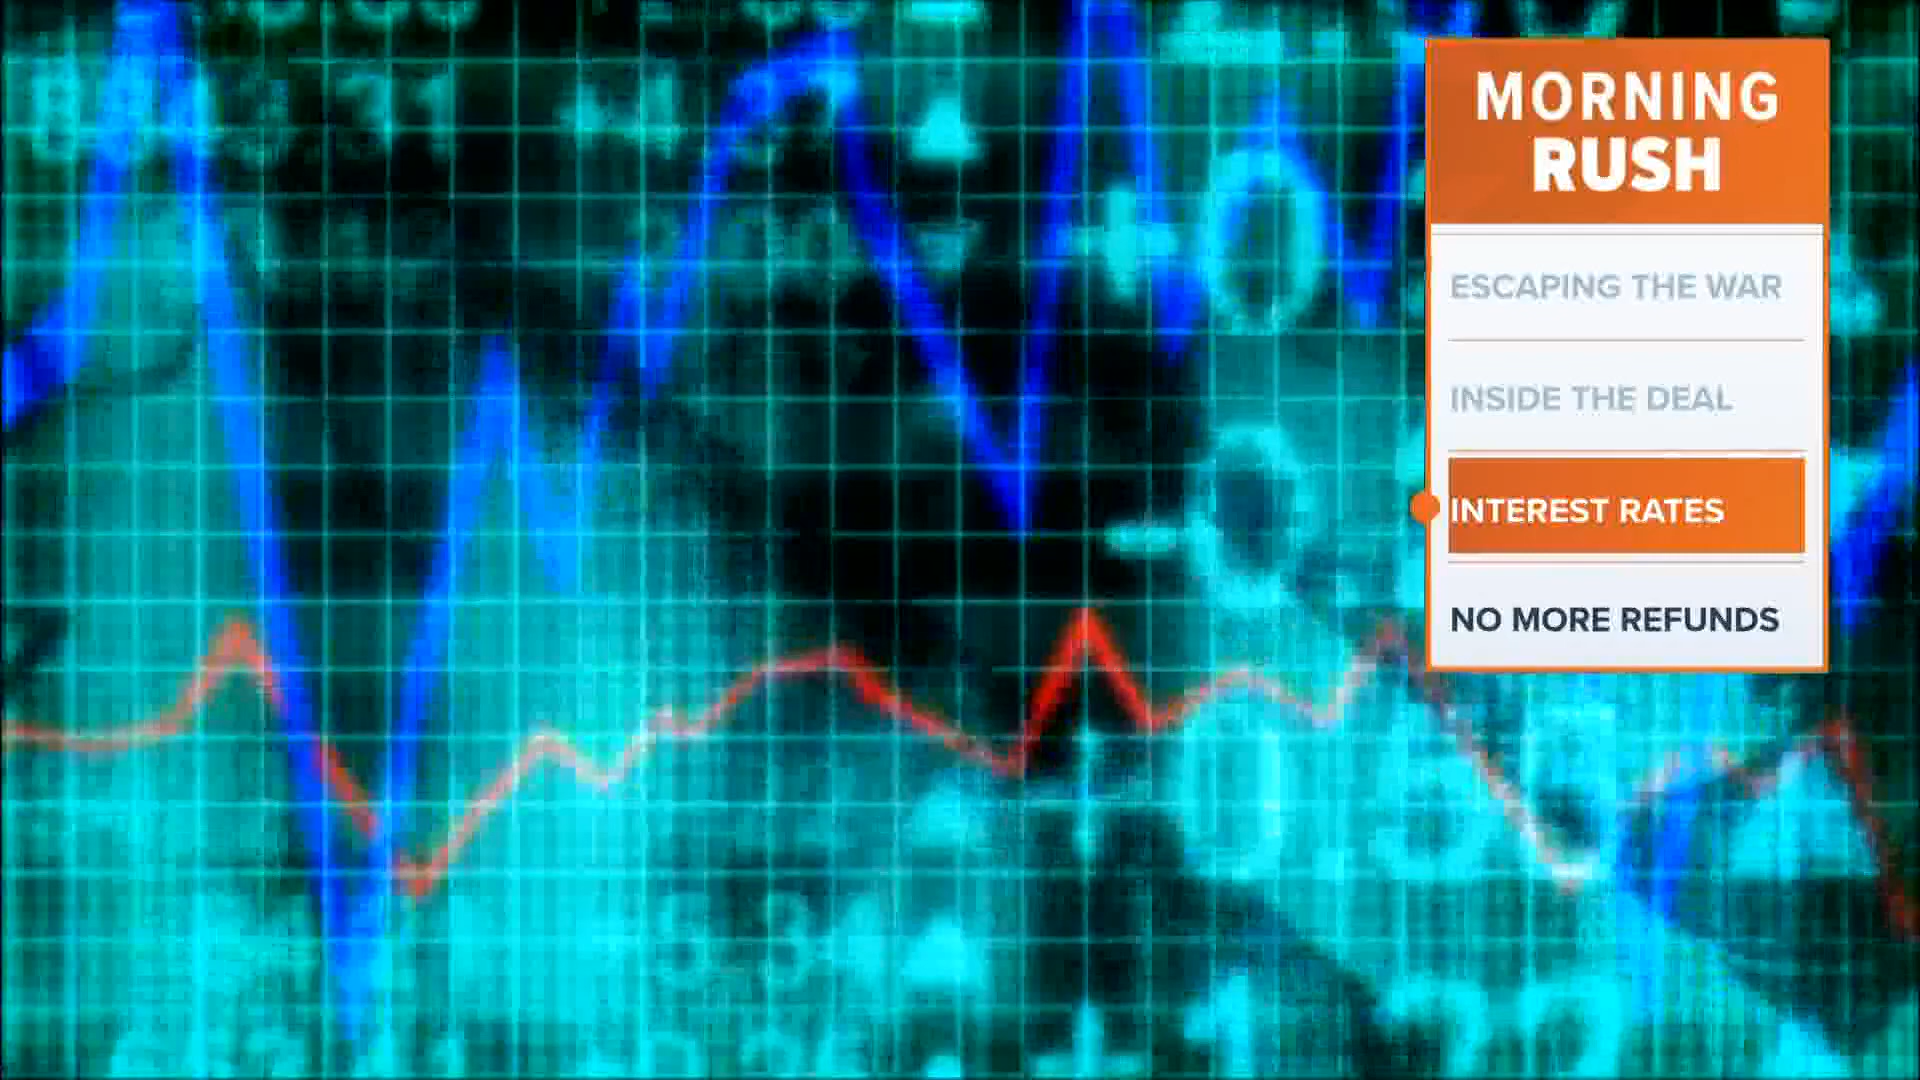 MORNING
RUSH
ESCAPING THE WAR
INSIDE THE DEAL
INTEREST RATES
NO MORE REFUNDS